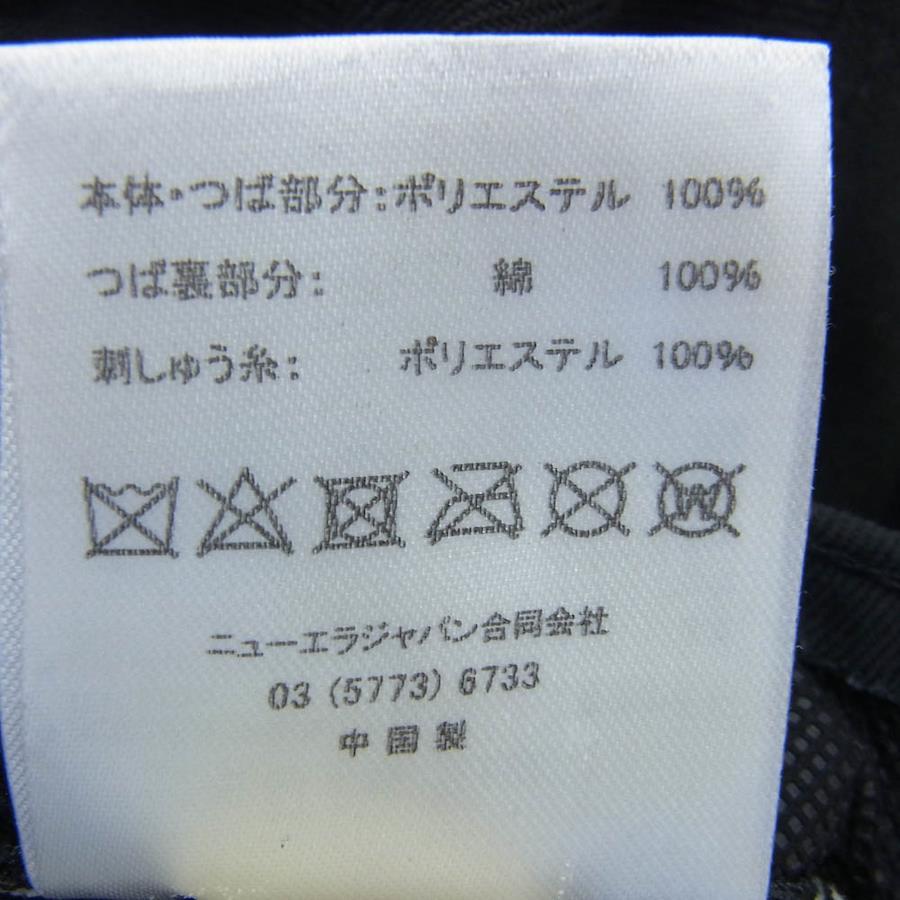 本体・つば部分:ポリエステル 100%
つば裏部分: 綿 100%
刺しゅう糸: ポリエステル 100%
W
ニューエラジャパン合同会社
03 (5773) 6733
中国製